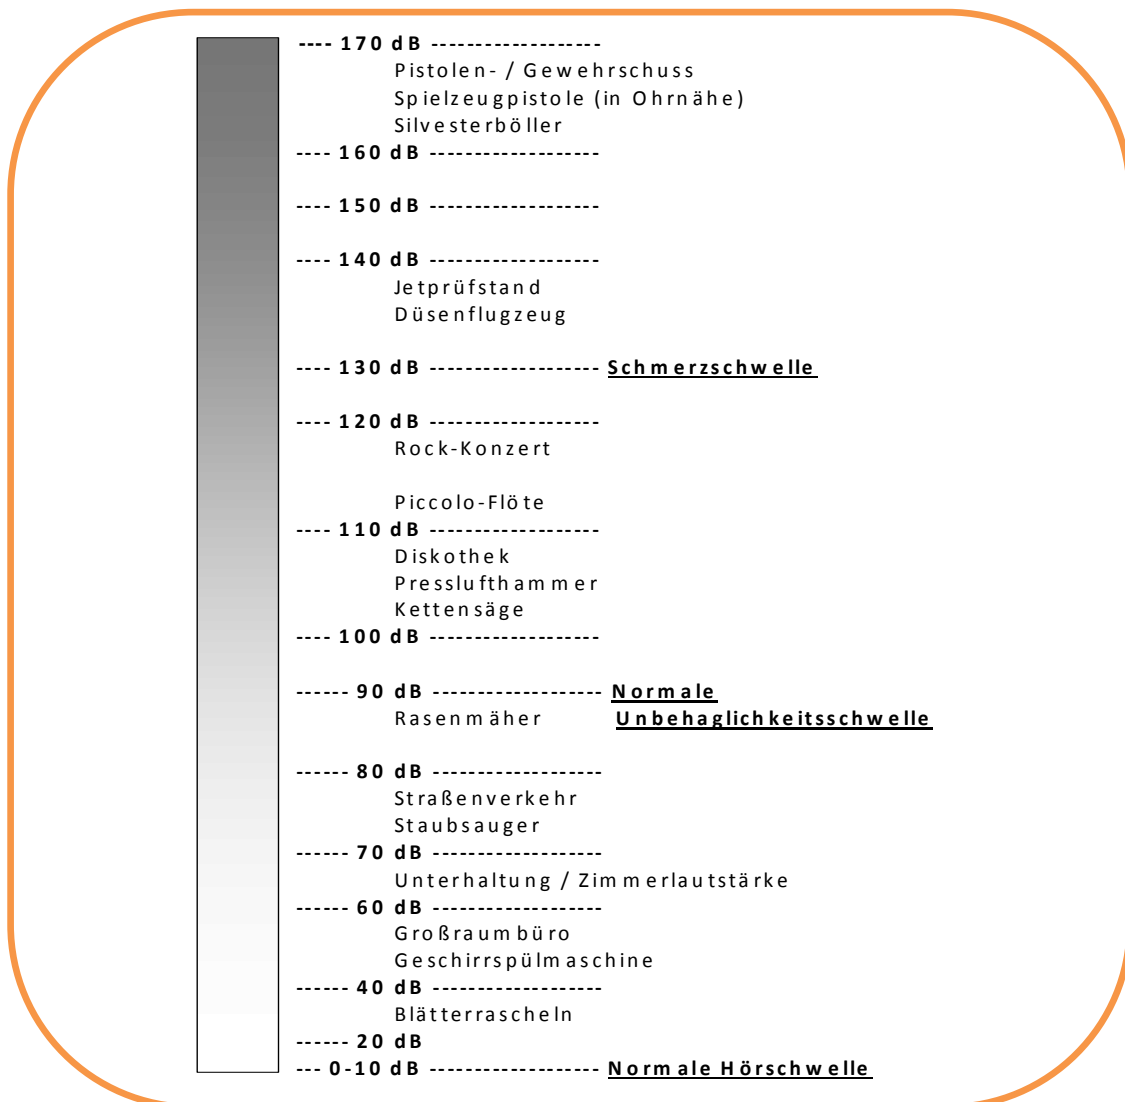 ---- 170 dB -------------------
Pistolen- / Gewehrschuss
Spielzeugpistole (in Ohrnähe)
Silvesterböller
---- 160 dB -------------------
---- 150 dB -------------------
---- 140 dB -------------------
Jetprüfstand
Düsenflugzeug
---- 130 dB ------------------- Schmerzschwelle
---- 120 dB -------------------
Rock-Konzert
Piccolo-Flöte
---- 110 dB -------------------
Diskothek
Presslufthammer
Kettensäge
---- 100 dB -------------------
------ 90 dB ------------------- Normale
Rasenmäher Unbehaglichkeitsschwelle
------ 80 dB -------------------
Straßenverkehr
Staubsauger
------ 70 dB -------------------
Unterhaltung / Zimmerlautstärke
------ 60 dB -------------------
Großraumbüro
Geschirrspülmaschine
------ 40 dB -------------------
Blätterrascheln
------ 20 dB
--- 0-10 dB ------------------- Normale Hörschwelle